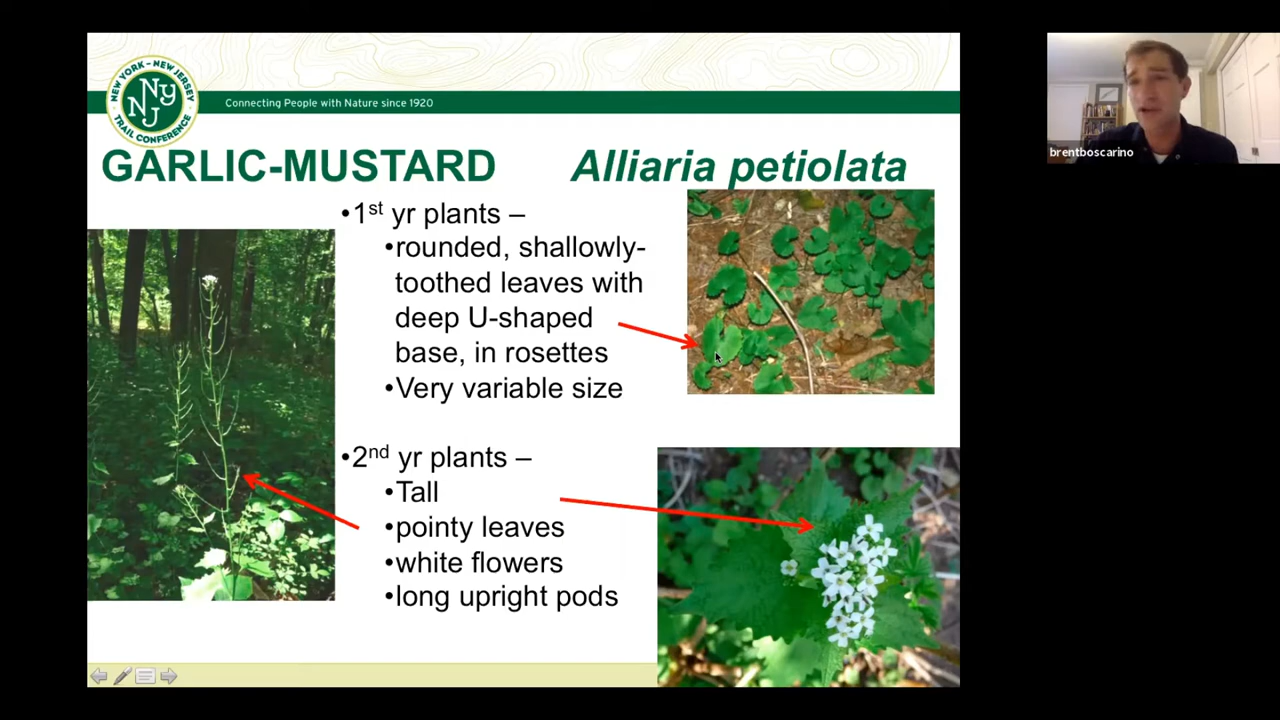 NEW YORK – NEW JERSEY
NY
NJ
TRAIL CONFERENCE
Connecting People with Nature since 1920
GARLIC-MUSTARD Alliaria petiolata
•1st yr plants –
•rounded, shallowly-
toothed leaves with
deep U-shaped
base, in rosettes
•Very variable size
•2nd yr plants –
•Tall
•pointy leaves
•white flowers
•long upright pods
brentboscarino